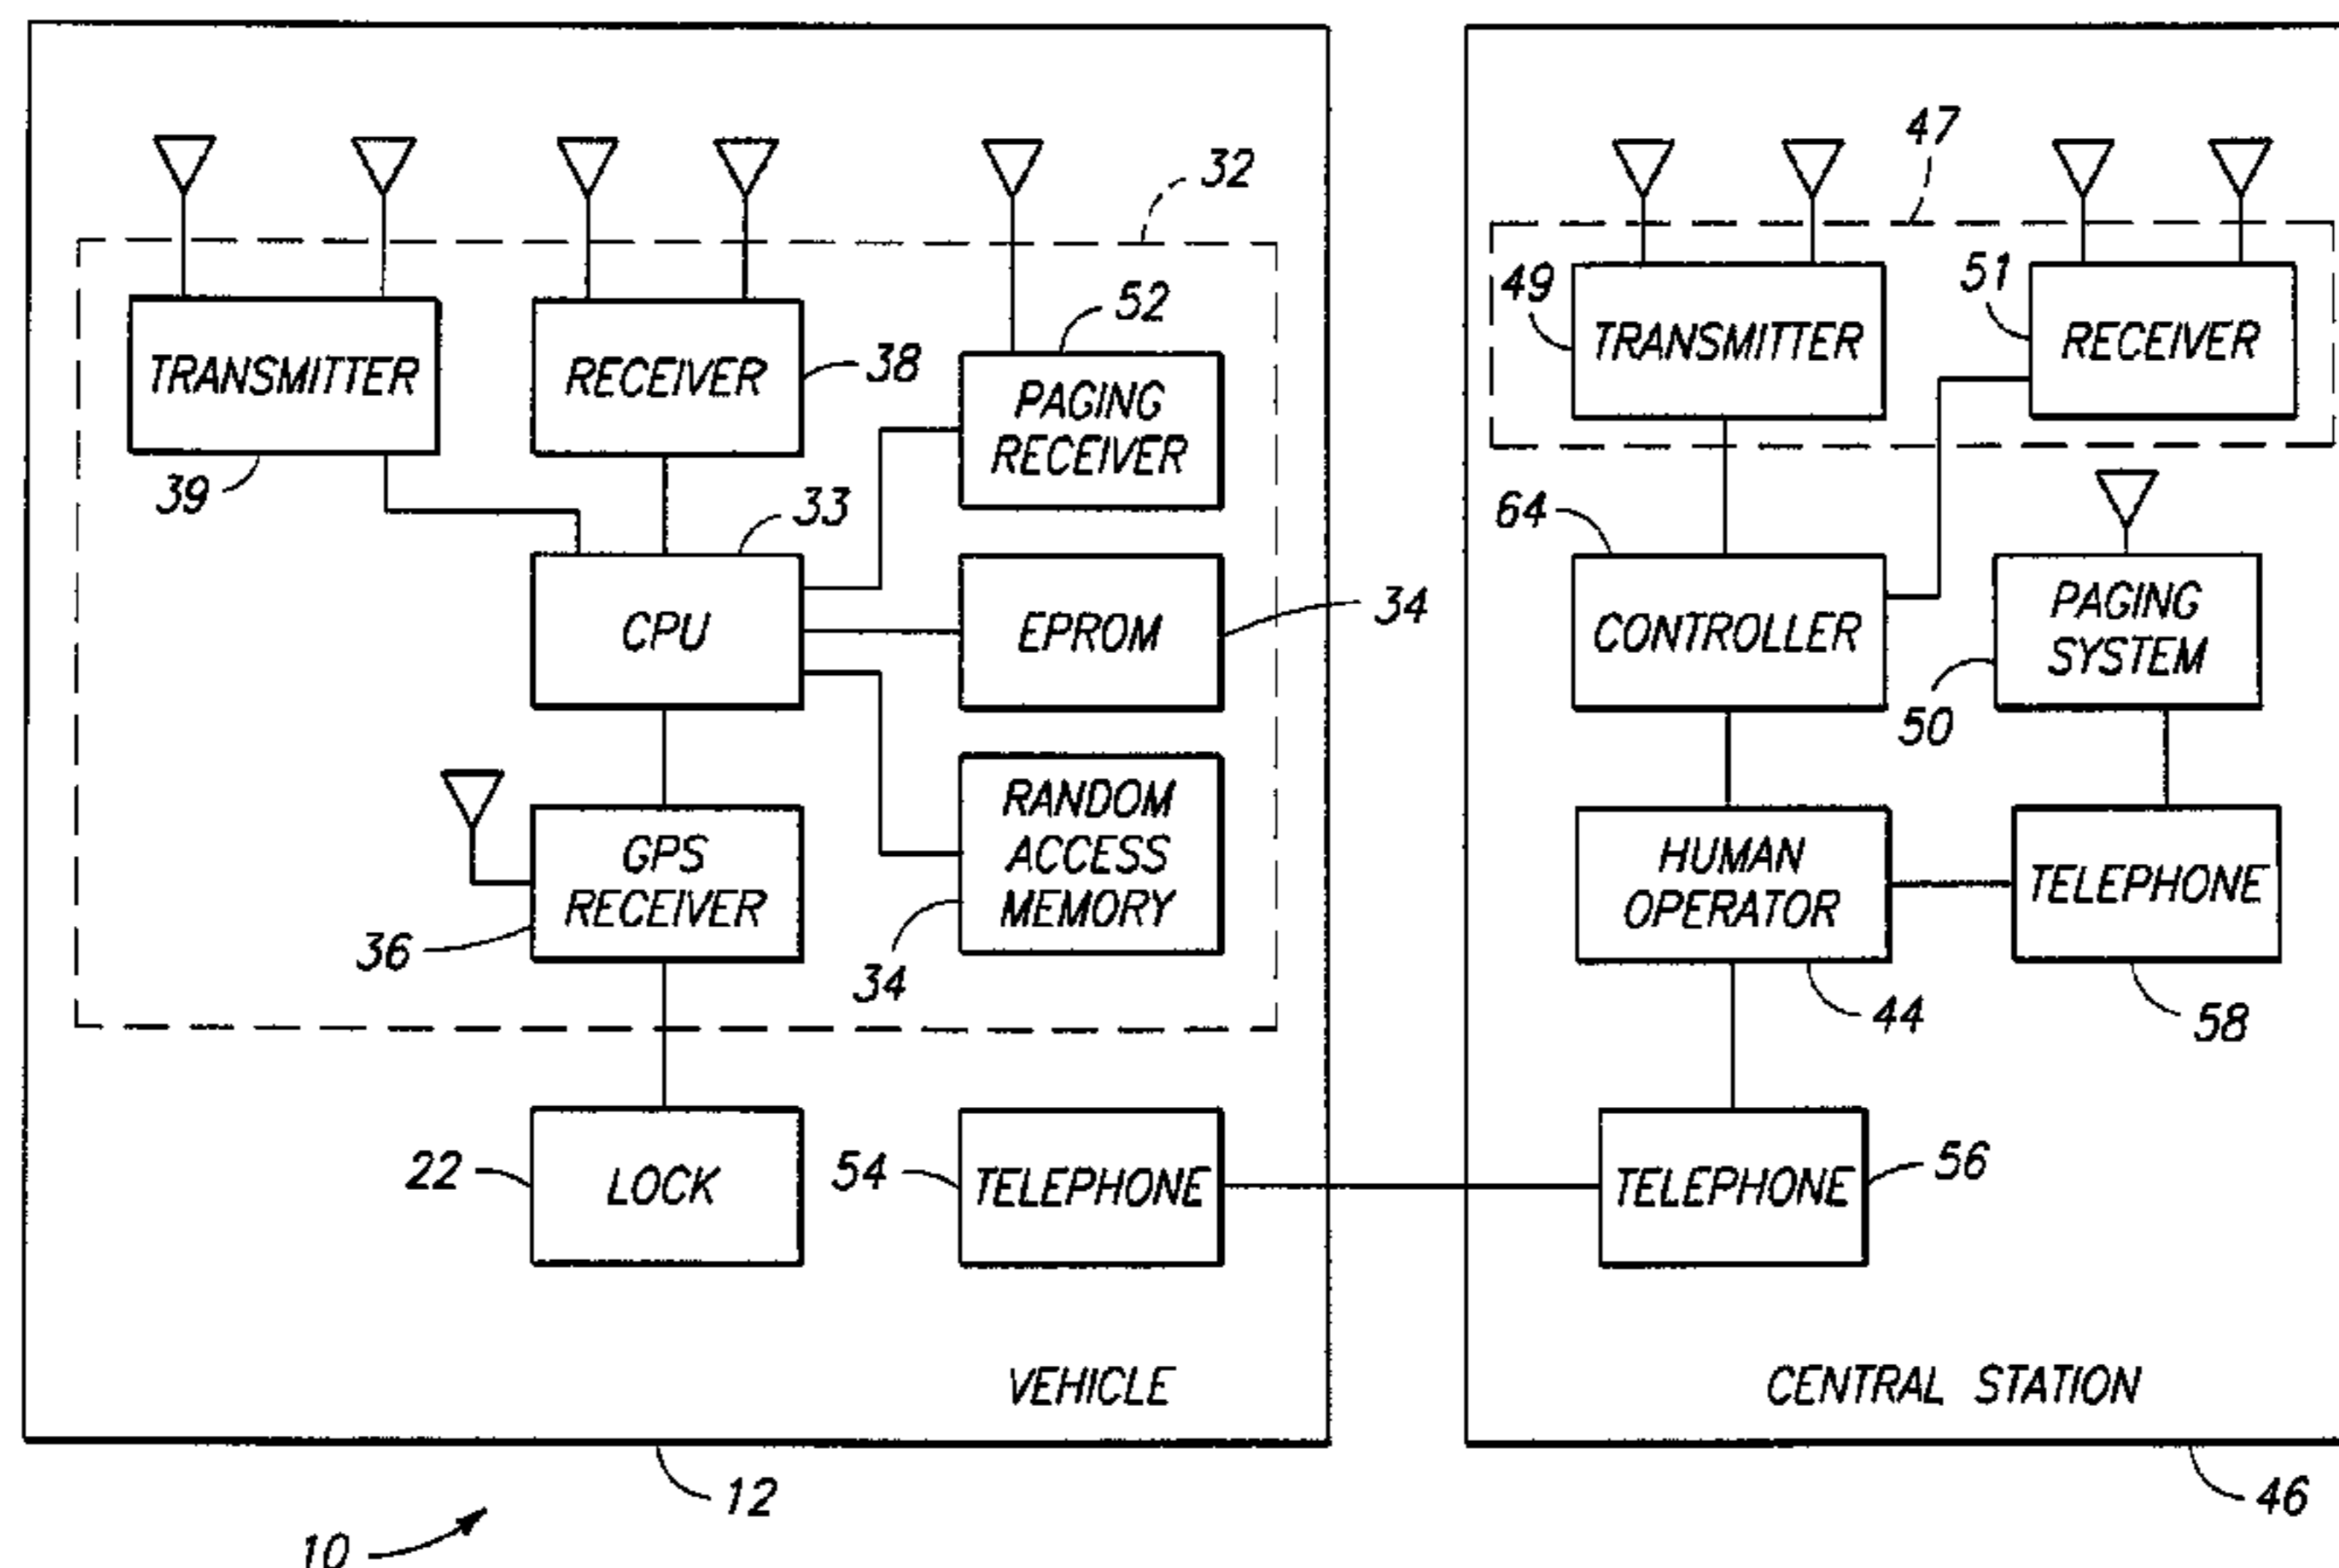 32
TRANSMITTER
39
RECEIVER
38
52
PAGING
RECEIVER
33
CPU
EPROM
34
GPS
RECEIVER
36
RANDOM
ACCESS
MEMORY
34
22
LOCK
54
TELEPHONE
VEHICLE
12
10
47
49
TRANSMITTER
51
RECEIVER
64
CONTROLLER
PAGING
SYSTEM
50
HUMAN
OPERATOR
44
TELEPHONE
58
TELEPHONE
56
CENTRAL STATION
46